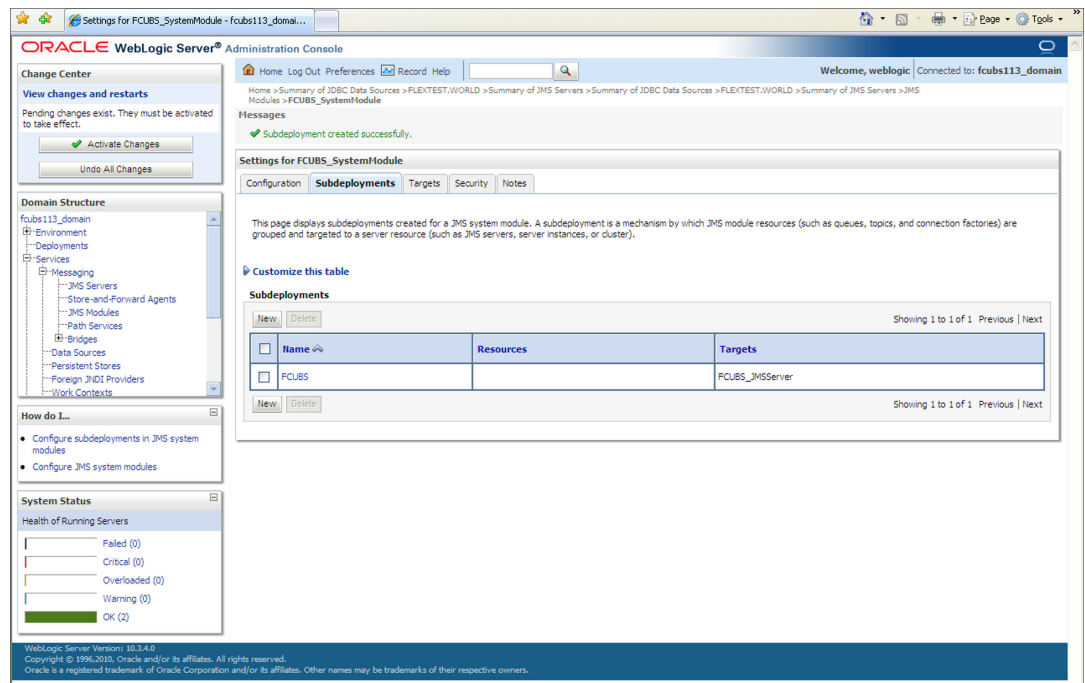 Settings for FCUBS_SystemModule - fcubs113_domai...
Page
Tools
ORACLE WebLogic Server® Administration Console
Change Center
View changes and restarts
Pending changes exist. They must be activated
to take effect.
Activate Changes
Undo All Changes
Domain Structure
fcubs113_domain
Environment
Deployments
Services
Messaging
JMS Servers
Store-and-Forward Agents
JMS Modules
Path Services
Bridges
Data Sources
Persistent Stores
Foreign JNDI Providers
Work Contexts
How do I...
Configure subdeployments in JMS system
modules
Configure JMS system modules
System Status
Health of Running Servers
Failed (0)
Critical (0)
Overloaded (0)
Warning (0)
OK (2)
Home Log Out Preferences Record Help
Welcome, weblogic Connected to: fcubs113_domain
Home >Summary of JDBC Data Sources >FLEXTEST.WORLD >Summary of JMS Servers >Summary of JDBC Data Sources >FLEXTEST.WORLD >Summary of JMS Servers >JMS
Modules >FCUBS_SystemModule
Messages
Subdeployment created successfully.
Settings for FCUBS_SystemModule
Configuration Subdeployments Targets Security Notes
This page displays subdeployments created for a JMS system module. A subdeployment is a mechanism by which JMS module resources (such as queues, topics, and connection factories) are
grouped and targeted to a server resource (such as JMS servers, server instances, or cluster).
Customize this table
Subdeployments
New Delete Showing 1 to 1 of 1 Previous | Next
Name Resources Targets
FCUBS FCUBS_JMSServer
New Delete Showing 1 to 1 of 1 Previous | Next
WebLogic Server Version: 10.3.4.0
Copyright © 1996,2010, Oracle and/or its affiliates. All rights reserved.
Oracle is a registered trademark of Oracle Corporation and/or its affiliates. Other names may be trademarks of their respective owners.